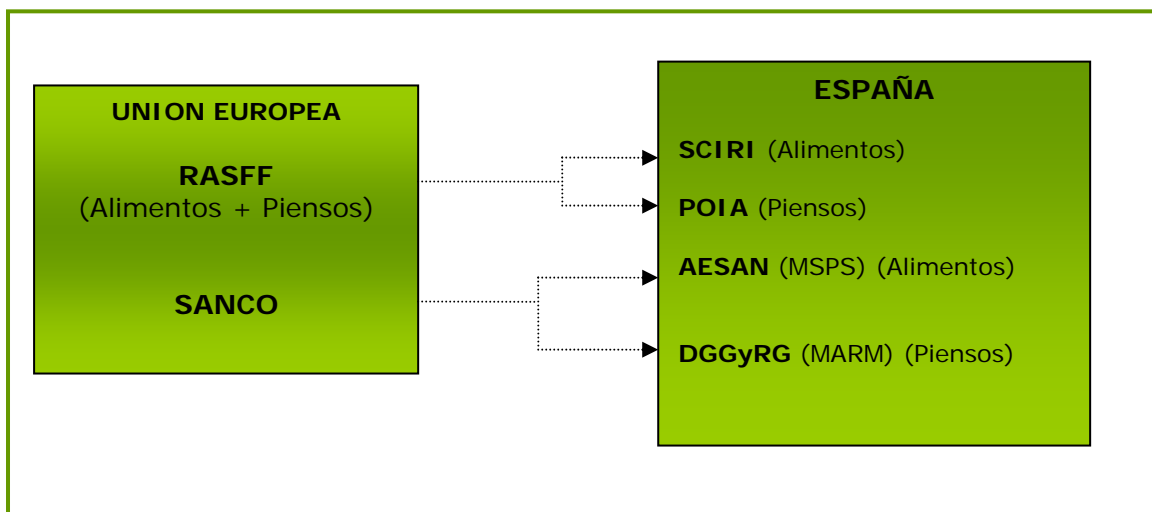 UNION EUROPEA
RASFF
(Alimentos + Piensos)
SANCO
ESPAÑA
SCIRI (Alimentos)
POIA (Piensos)
AESAN (MSPS) (Alimentos)
DGGyRG (MARM) (Piensos)